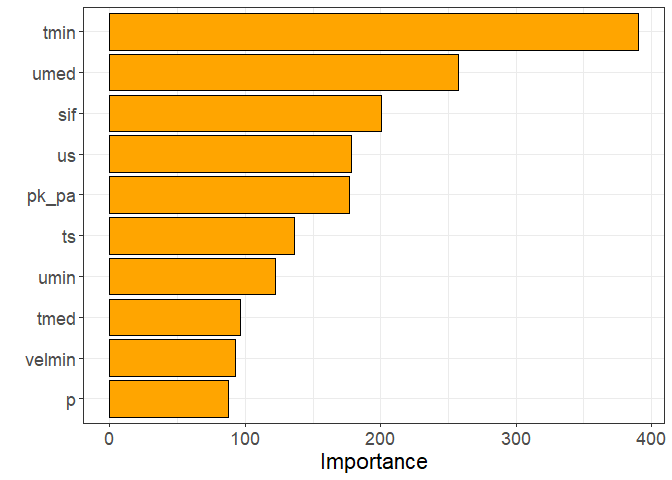 tmin
umed
sif
us
pk_pa
ts
umin
tmed
velmin
p
0 100 200 300 400
Importance